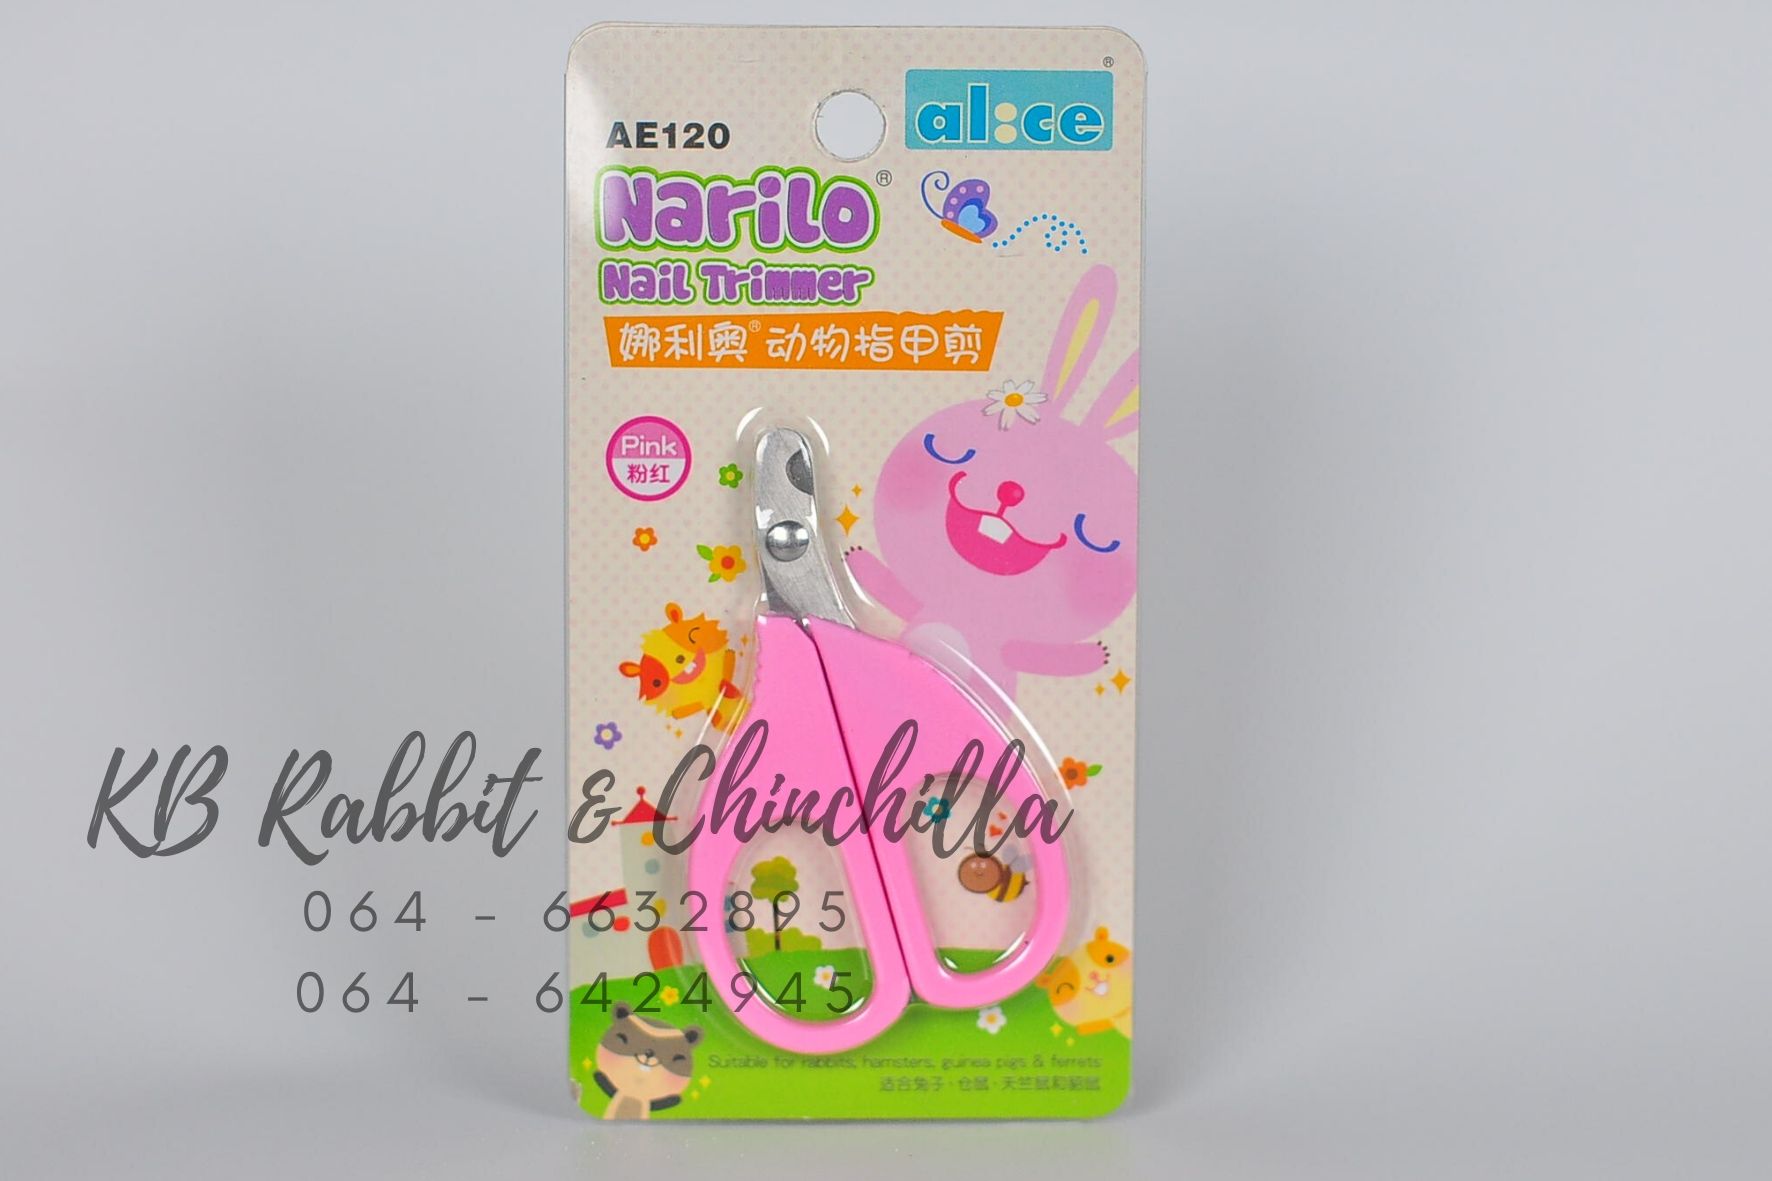 ®
al:ce
AE120
Narilo®
Nail Trimmer
娜利奥®动物指甲剪
Pink
粉红
KB Rabbit & Chinchilla
064 - 6632895
064 - 6424945
Suitable for rabbits, hamsters, guinea pigs & ferrets
适合兔子·仓鼠·天竺鼠和貂鼠